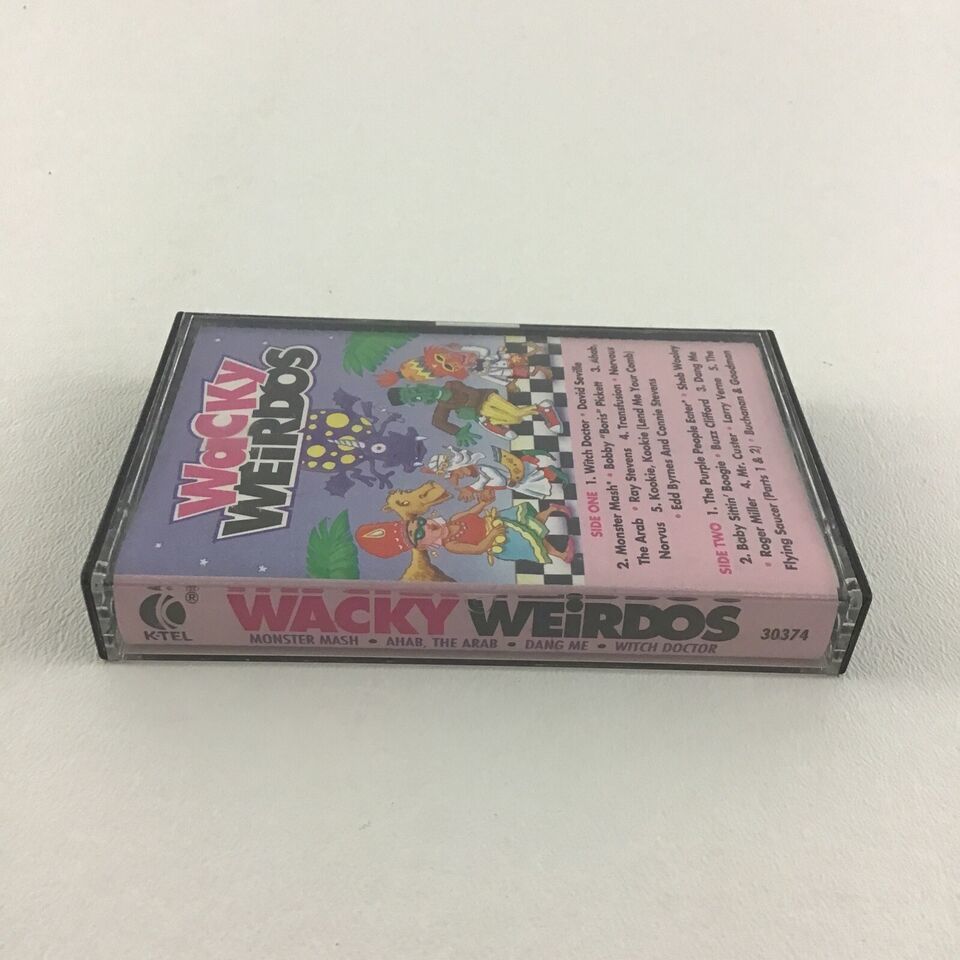 WaCKY
WEiRDOS
SIDE ONE 1. Witch Doctor • David Seville
2. Monster Mash* • Bobby "Boris" Pickett 3. Ahab,
The Arab • Ray Stevens 4. Transfusion • Nervous
Norvus 5. Kookie, Kookie (Lend Me Your Comb)
• Edd Byrnes And Connie Stevens
SIDE TWO 1. The Purple People Eater* • Sheb Wooley
2. Baby Sittin' Boogie • Buzz Clifford 3. Dang Me
• Roger Miller 4. Mr. Custer • Larry Verne 5. The
Flying Saucer (Parts 1 & 2) • Buchanan & Goodman
K-TEL ®
WACKY WEiRDOS
MONSTER MASH • AHAB, THE ARAB • DANG ME • WITCH DOCTOR
30374